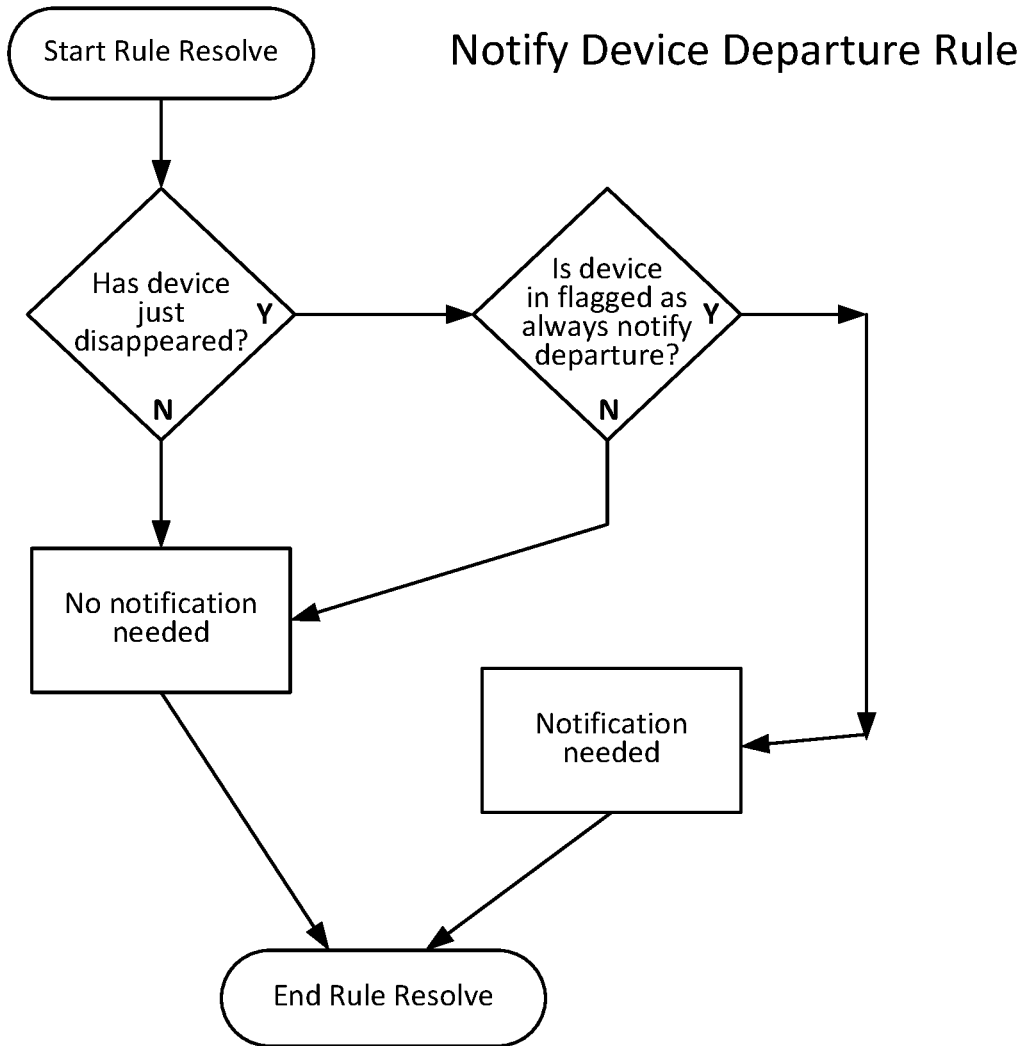 Start Rule Resolve
Notify Device Departure Rule
Has device
just
disappeared?
Y
N
Is device
in flagged as
always notify
departure?
Y
N
No notification
needed
Notification
needed
End Rule Resolve